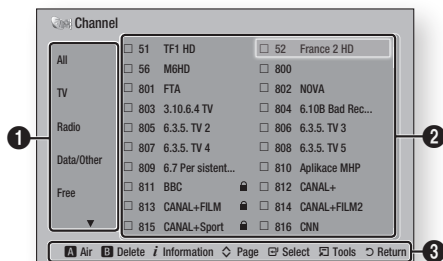 Channel
All
TV
Radio
Data/Other
Free
51 TF1 HD
52 France 2 HD
56 M6HD
800
801 FTA
802 NOVA
803 3.10.6.4 TV
804 6.10B Bad Rec...
805 6.3.5. TV 2
806 6.3.5. TV 3
807 6.3.5. TV 4
808 6.3.5. TV 5
809 6.7 Per sistent...
810 Aplikace MHP
811 BBC
812 CANAL+
813 CANAL+FILM
814 CANAL+FILM2
815 CANAL+Sport
816 CNN
A Air B Delete i Information Page Select Tools Return
1
2
3